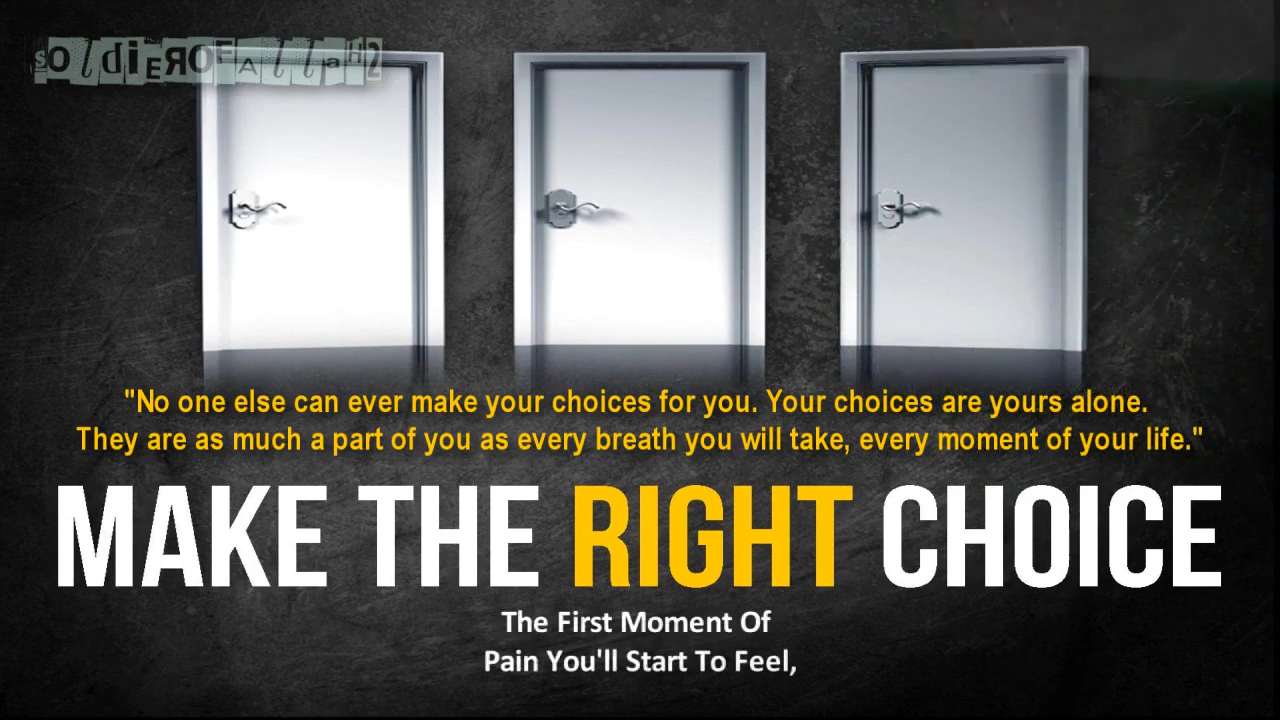 sOldiEROFAllaH2
"No one else can ever make your choices for you. Your choices are yours alone.
They are as much a part of you as every breath you will take, every moment of your life."
MAKE THE RIGHT CHOICE
The First Moment Of
Pain You'll Start To Feel,